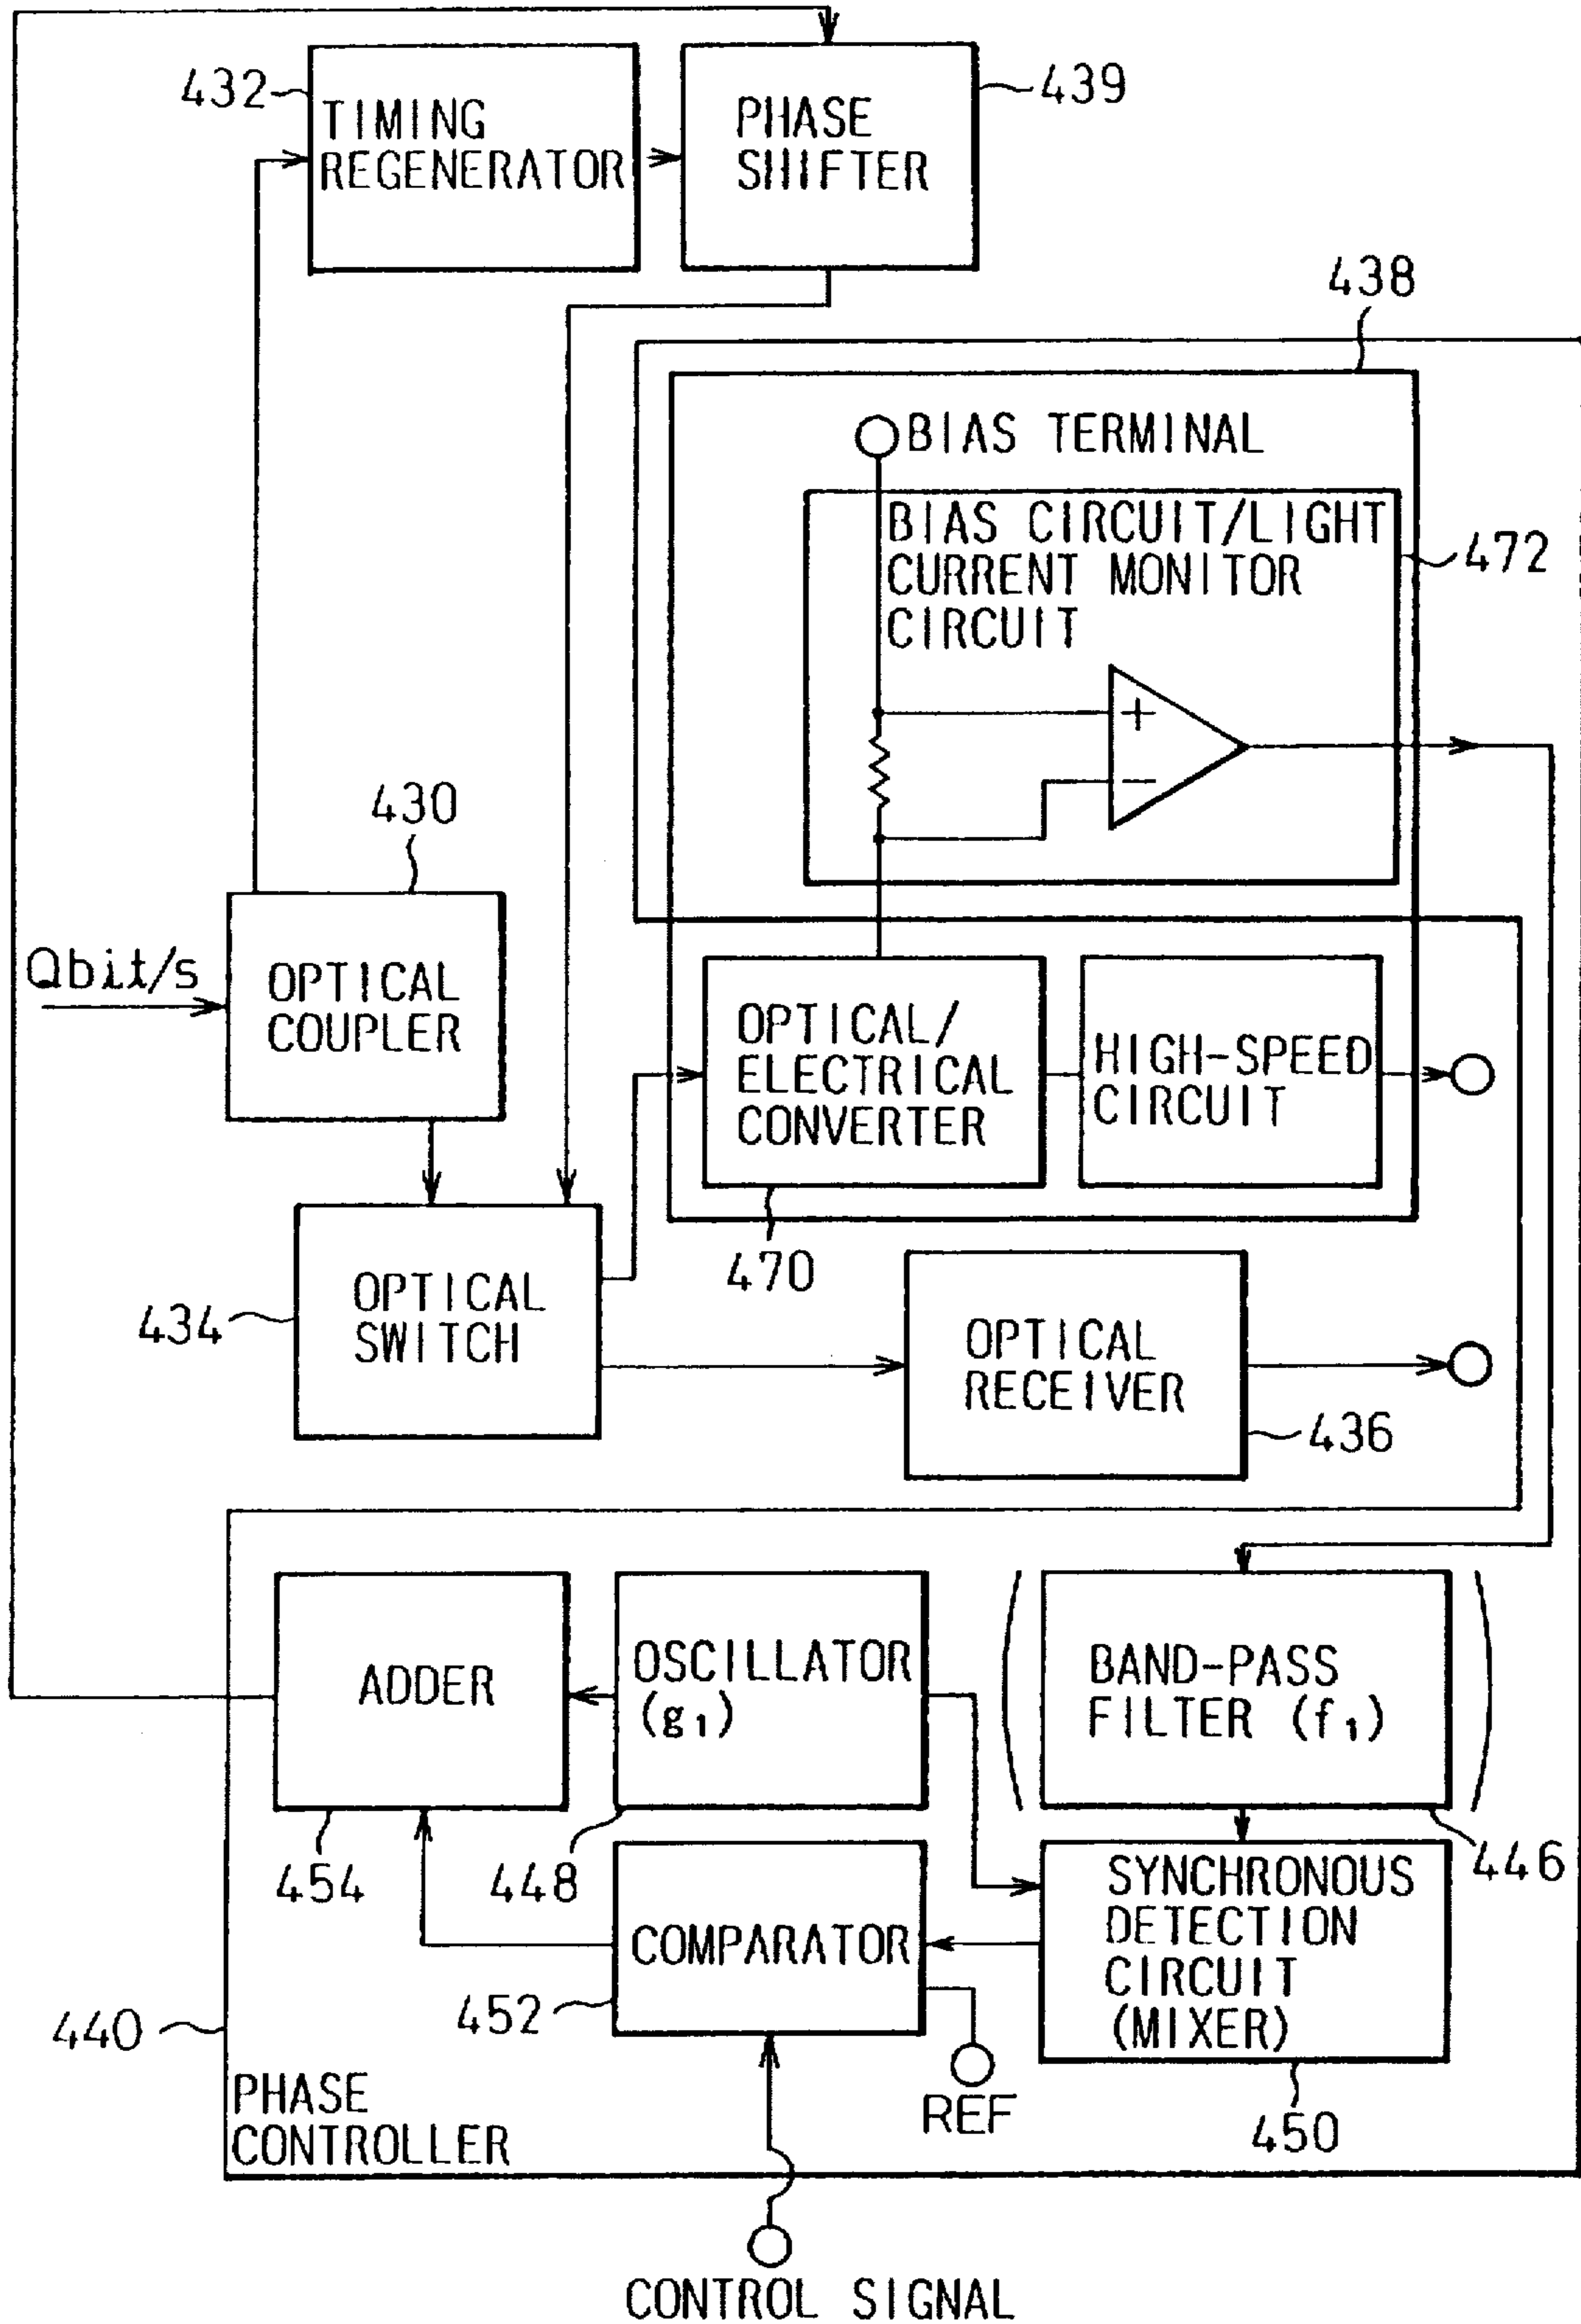 432
TIMING
REGENERATOR
PHASE
SHIFTER
439
438
BIAS TERMINAL
BIAS CIRCUIT/LIGHT
CURRENT MONITOR
CIRCUIT
472
+
−
430
Qbit/s
OPTICAL
COUPLER
OPTICAL/
ELECTRICAL
CONVERTER
HIGH-SPEED
CIRCUIT
470
434
OPTICAL
SWITCH
OPTICAL
RECEIVER
436
ADDER
OSCILLATOR
(g₁)
BAND-PASS
FILTER (f₁)
454
448
446
COMPARATOR
SYNCHRONOUS
DETECTION
CIRCUIT
(MIXER)
452
440
REF
450
PHASE
CONTROLLER
CONTROL SIGNAL